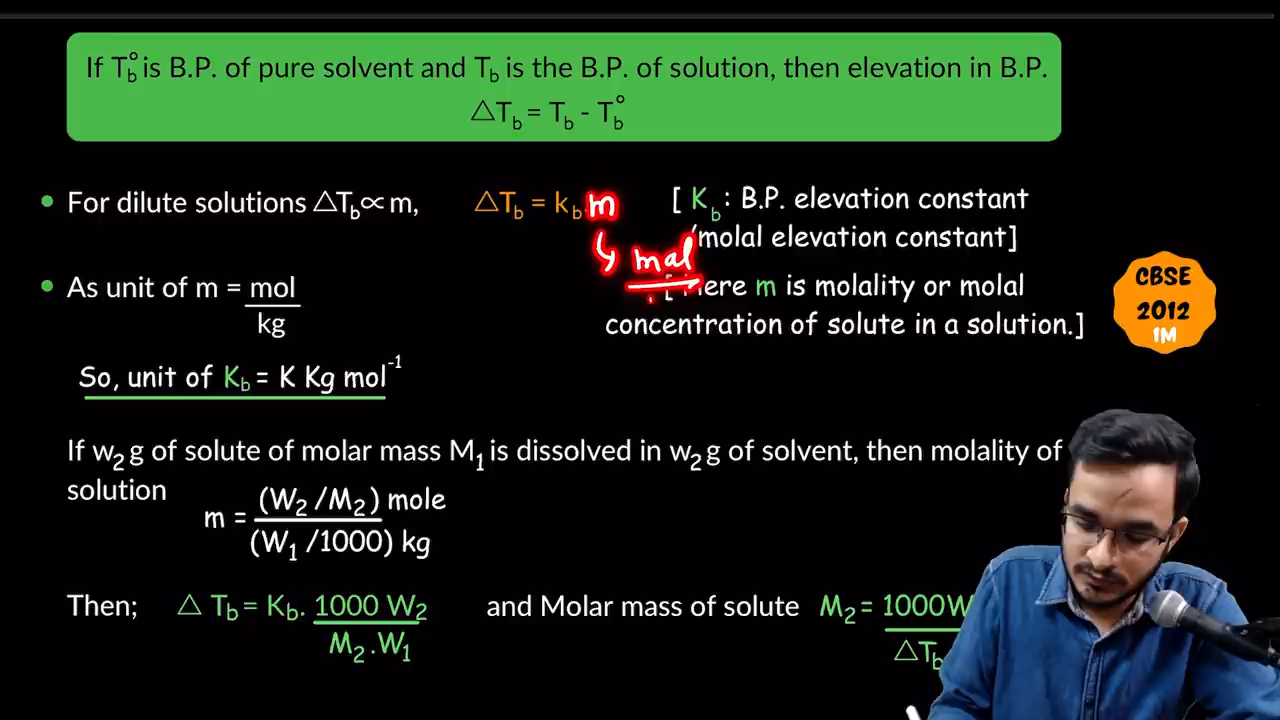 If T°b is B.P. of pure solvent and Tb is the B.P. of solution, then elevation in B.P.
△Tb = Tb - T°b
• For dilute solutions △Tb∝ m, △Tb = kb.m [ Kb : B.P. elevation constant
/molal elevation constant]
mal
• As unit of m = mol
kg
m is molality or molal
concentration of solute in a solution.]
CBSE
2012
1M
So, unit of Kb = K Kg mol⁻¹
If w₂g of solute of molar mass M₁ is dissolved in w₂g of solvent, then molality of
solution
m = (W₂ /M₂) mole
(W₁ /1000) kg
Then; △ Tb = Kb. 1000 W₂ and Molar mass of solute M₂ = 1000W
M₂ .W₁ △Tb